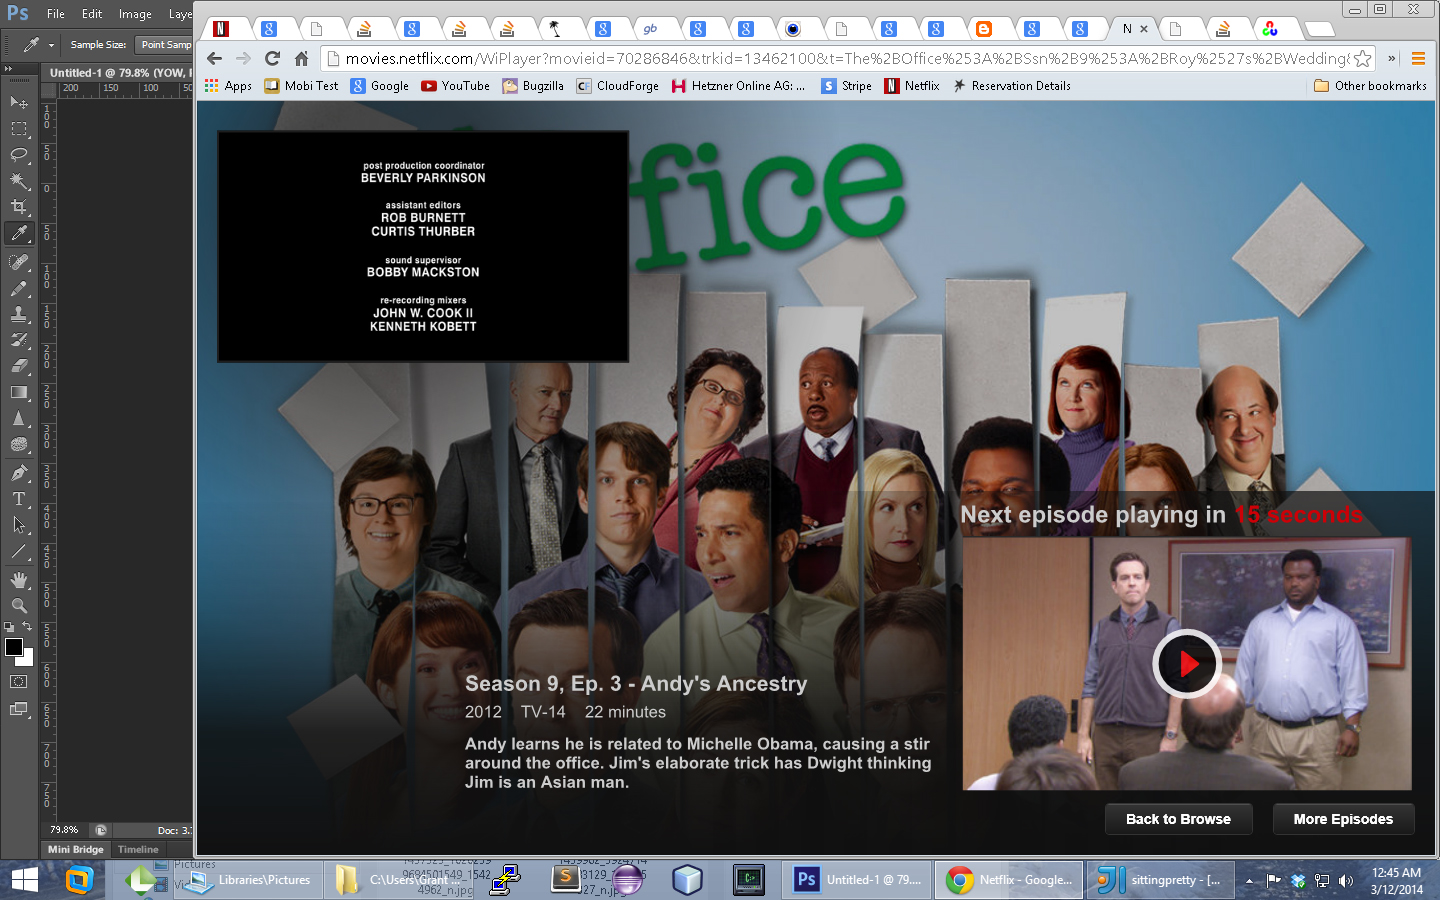 Ps File Edit Image Laye
Sample Size: Point Samp
Untitled-1 @ 79.8% (YOW, F
200 150 100 50
N
movies.netflix.com/WiPlayer?movieid=70286846&trkid=13462100&t=The%2BOffice%253A%2BSsn%2B9%253A%2BRoy%2527s%2BWedding
Apps Mobi Test Google YouTube Bugzilla CloudForge Hetzner Online AG: ... Stripe Netflix Reservation Details Other bookmarks
ffice
post production coordinator
BEVERLY PARKINSON
assistant editors
ROB BURNETT
CURTIS THURBER
sound supervisor
BOBBY MACKSTON
re-recording mixers
JOHN W. COOK II
KENNETH KOBETT
Next episode playing in 15 seconds
Season 9, Ep. 3 - Andy's Ancestry
2012 TV-14 22 minutes
Andy learns he is related to Michelle Obama, causing a stir
around the office. Jim's elaborate trick has Dwight thinking
Jim is an Asian man.
Back to Browse More Episodes
79.8% Doc: 3.7
Mini Bridge Timeline
Pictures
Libraries\Pictures C:\Users\Grant ... Untitled-1 @ 79.... Netflix - Google... sittingpretty - [...
12:45 AM
3/12/2014